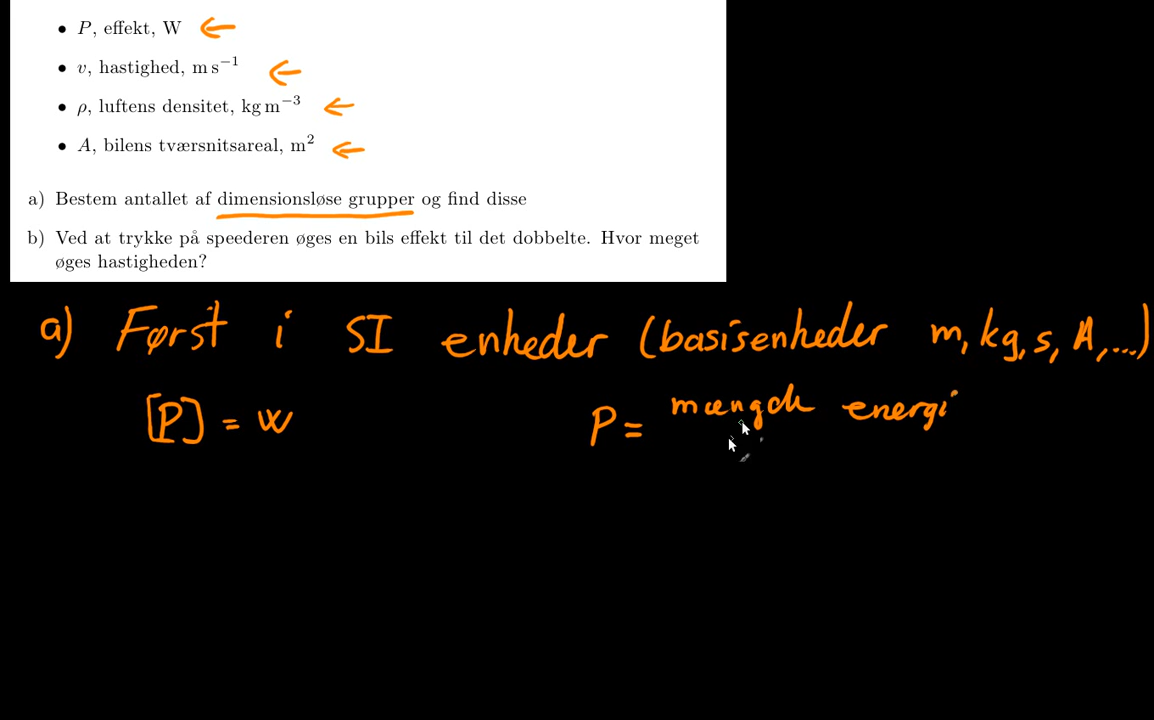 • P, effekt, W
• v, hastighed, m s⁻¹
• ρ, luftens densitet, kg m⁻³
• A, bilens tværsnitsareal, m²
a) Bestem antallet af dimensionsløse grupper og find disse
b) Ved at trykke på speederen øges en bils effekt til det dobbelte. Hvor meget
øges hastigheden?
a) Først i SI enheder (basisenheder m, kg, s, A, ...)
[P] = W P = mængde energi